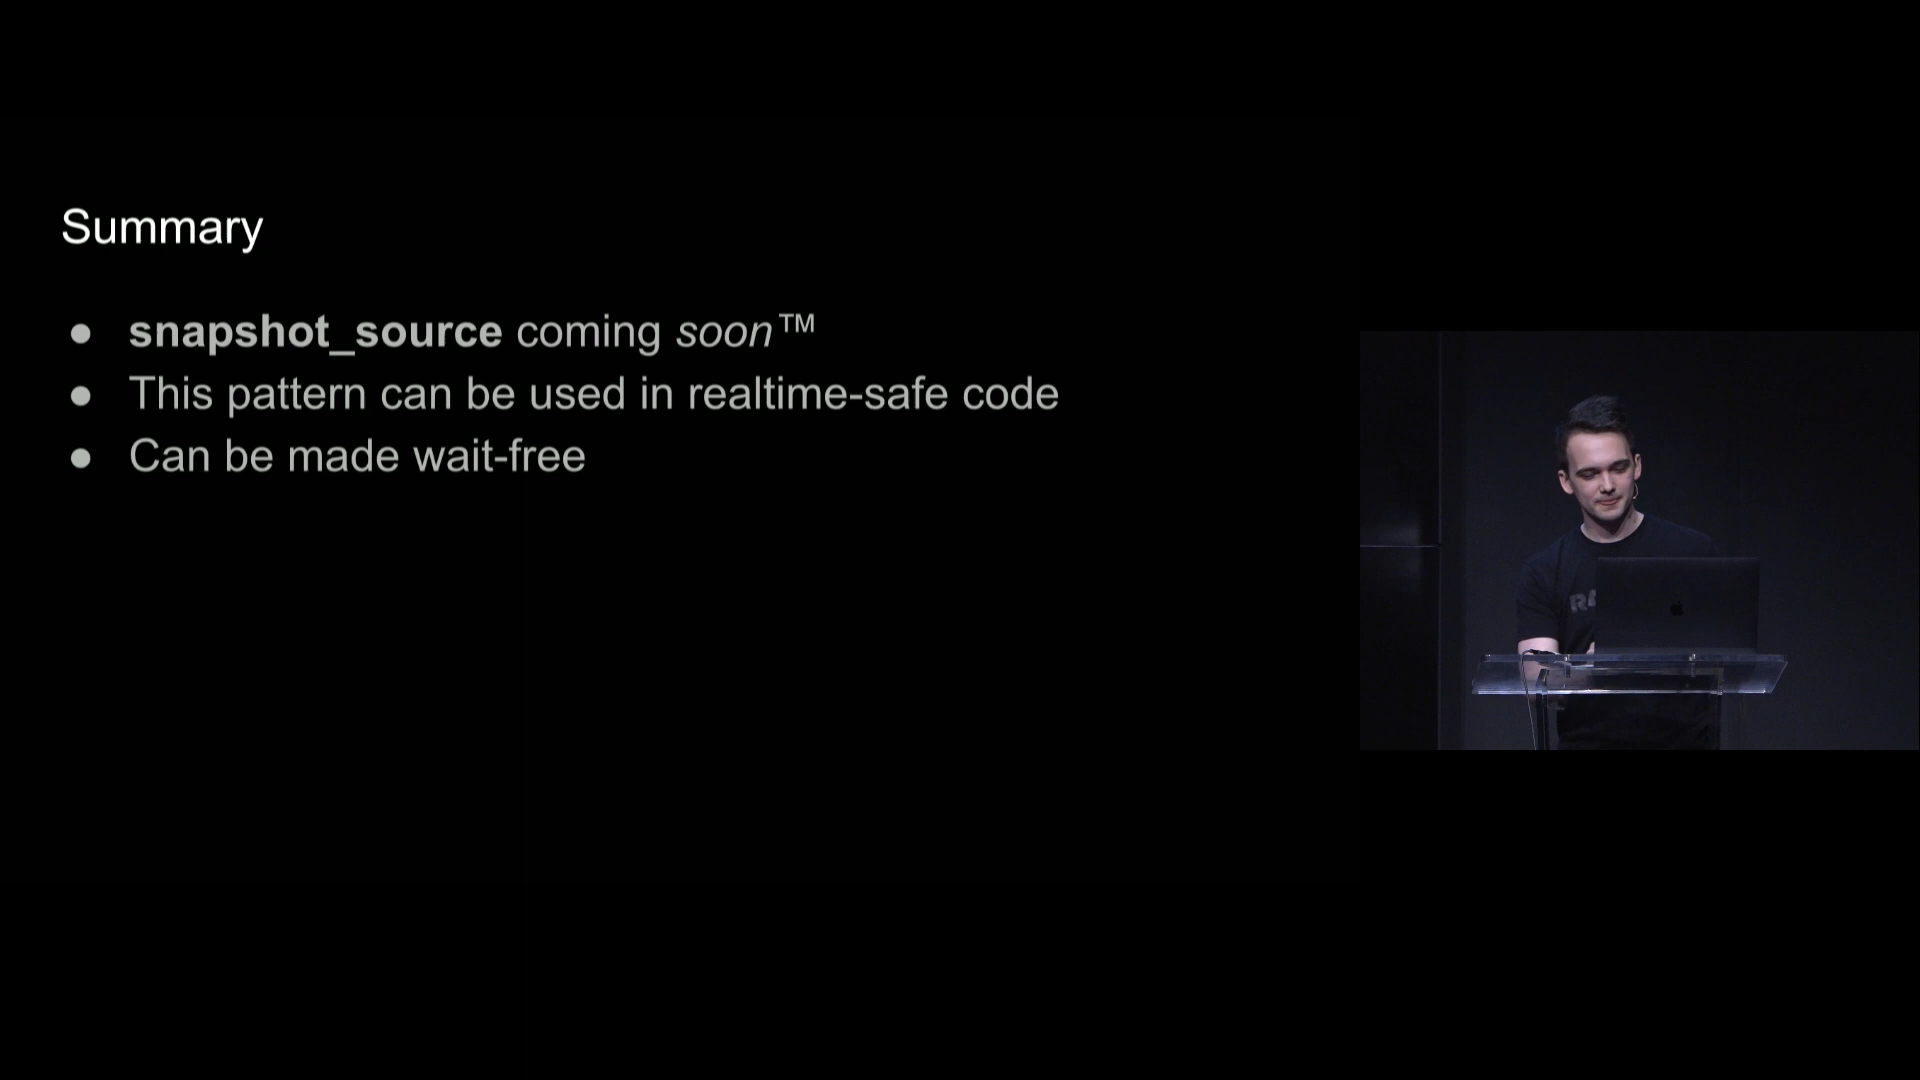 Summary
● snapshot_source coming soon™
● This pattern can be used in realtime-safe code
● Can be made wait-free